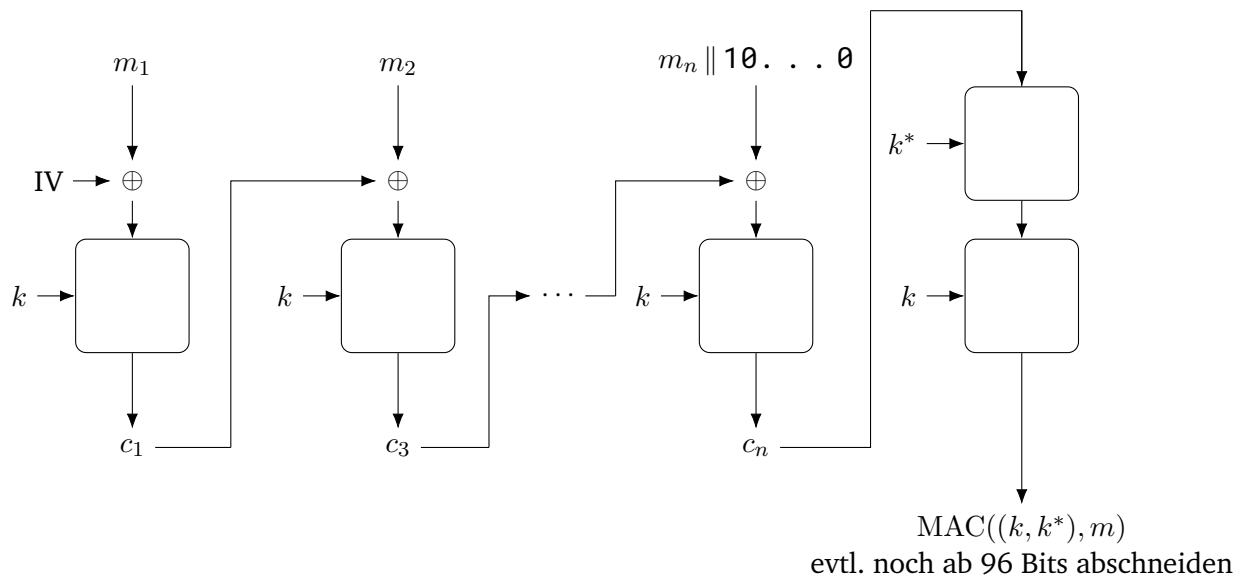 m₁ m₂ mₙ ∥ 10...0
k*
IV ⊕ ⊕ ⊕
k k ··· k k
c₁ c₃ cₙ
MAC((k, k*), m)
evtl. noch ab 96 Bits abschneiden